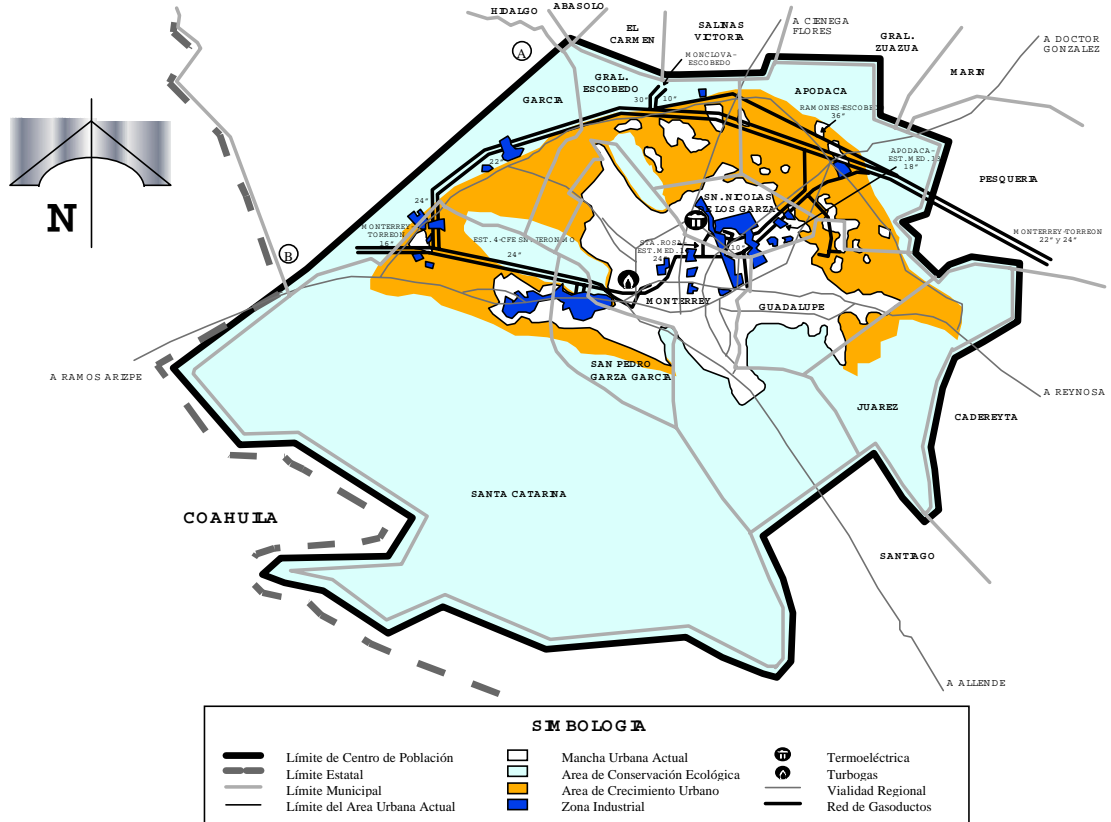 HIDALGO
ABASOLO
EL
CARMEN
SALINAS
VICTORIA
A CIENEGA
FLORES
GRAL.
ZUAZUA
A DOCTOR
GONZALEZ
MARIN
A
MONCLOVA-
ESCOBEDO
GRAL.
ESCOBEDO
30"
10"
GARCIA
APODACA
RAMONES-ESCOBEDO
36"
APODACA-
EST.MED.
18"
PESQUERIA
22"
24"
SN.NICOLAS
DE LOS GARZA
N
MONTERREY-
TORREON
16"
B
EST.4-CFE SN JERONIMO
24"
STA.ROSA-
EST.MED.
24"
10"
MONTERREY-TORREON
22" y 24"
MONTERREY
GUADALUPE
A RAMOS ARIZPE
SAN PEDRO
GARZA GARCIA
A REYNOSA
JUAREZ
CADEREYTA
SANTA CATARINA
COAHUILA
SANTIAGO
A ALLENDE
SIMBOLOGIA
Límite de Centro de Población
Límite Estatal
Límite Municipal
Límite del Area Urbana Actual
Mancha Urbana Actual
Area de Conservación Ecológica
Area de Crecimiento Urbano
Zona Industrial
Termoeléctrica
Turbogas
Vialidad Regional
Red de Gasoductos